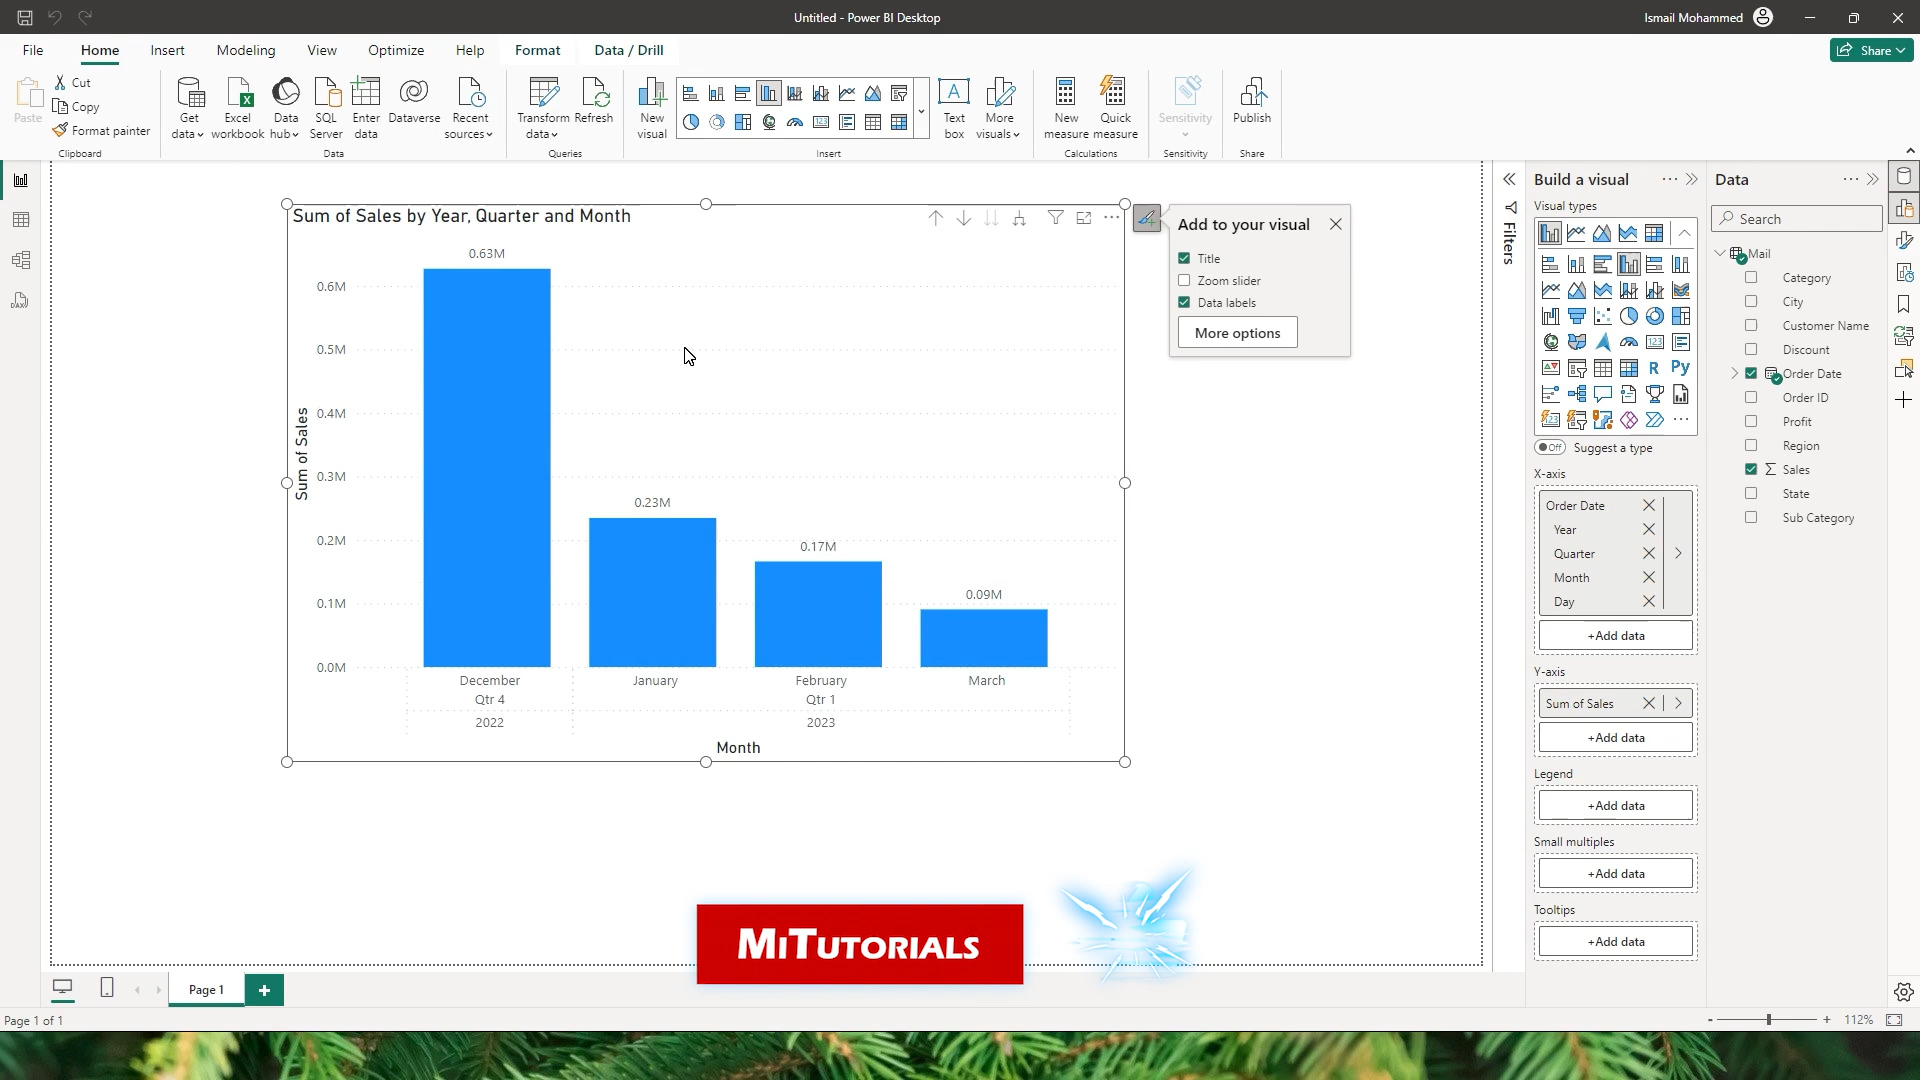 Untitled - Power BI Desktop
Ismail Mohammed
File
Home
Insert
Modeling
View
Optimize
Help
Format
Data / Drill
Share
Paste
Cut
Copy
Format painter
Clipboard
Get
data
Excel
workbook
Data
hub
SQL
Server
Enter
data
Dataverse
Recent
sources
Data
Transform
data
Refresh
Queries
New
visual
Text
box
More
visuals
Insert
New
measure
Quick
measure
Calculations
Sensitivity
Sensitivity
Publish
Share
Sum of Sales by Year, Quarter and Month
0.63M
0.23M
0.17M
0.09M
0.6M
0.5M
0.4M
0.3M
0.2M
0.1M
0.0M
Sum of Sales
December
January
February
March
Qtr 4
Qtr 1
2022
2023
Month
Add to your visual
Title
Zoom slider
Data labels
More options
Filters
Build a visual
Visual types
Suggest a type
Off
X-axis
Order Date
Year
Quarter
Month
Day
+Add data
Y-axis
Sum of Sales
+Add data
Legend
+Add data
Small multiples
+Add data
Tooltips
+Add data
Data
Search
Mail
Category
City
Customer Name
Discount
Order Date
Order ID
Profit
Region
Sales
State
Sub Category
MiTutorials
Page 1
Page 1 of 1
112%